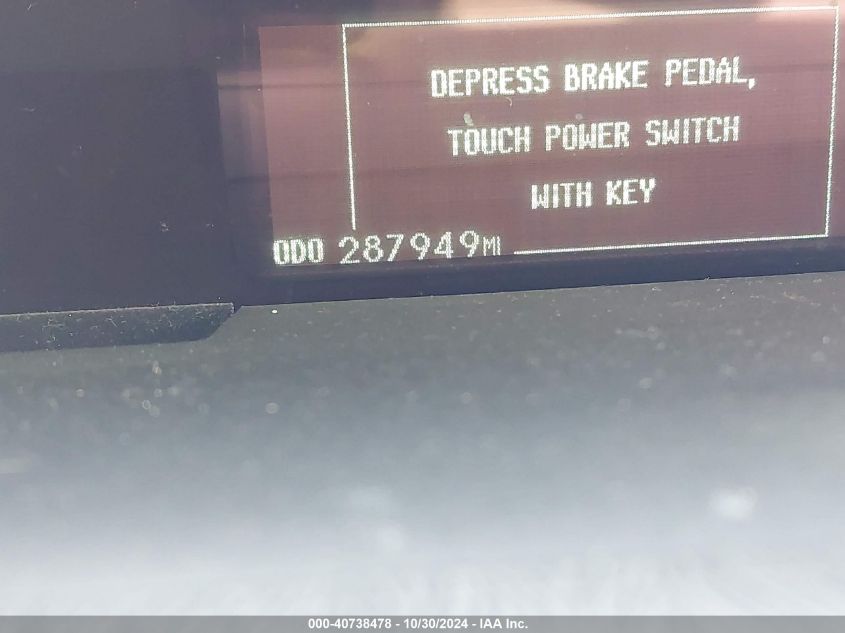 DEPRESS BRAKE PEDAL,
TOUCH POWER SWITCH
WITH KEY
ODO 287949MI
000-40738478 - 10/30/2024 - IAA Inc.